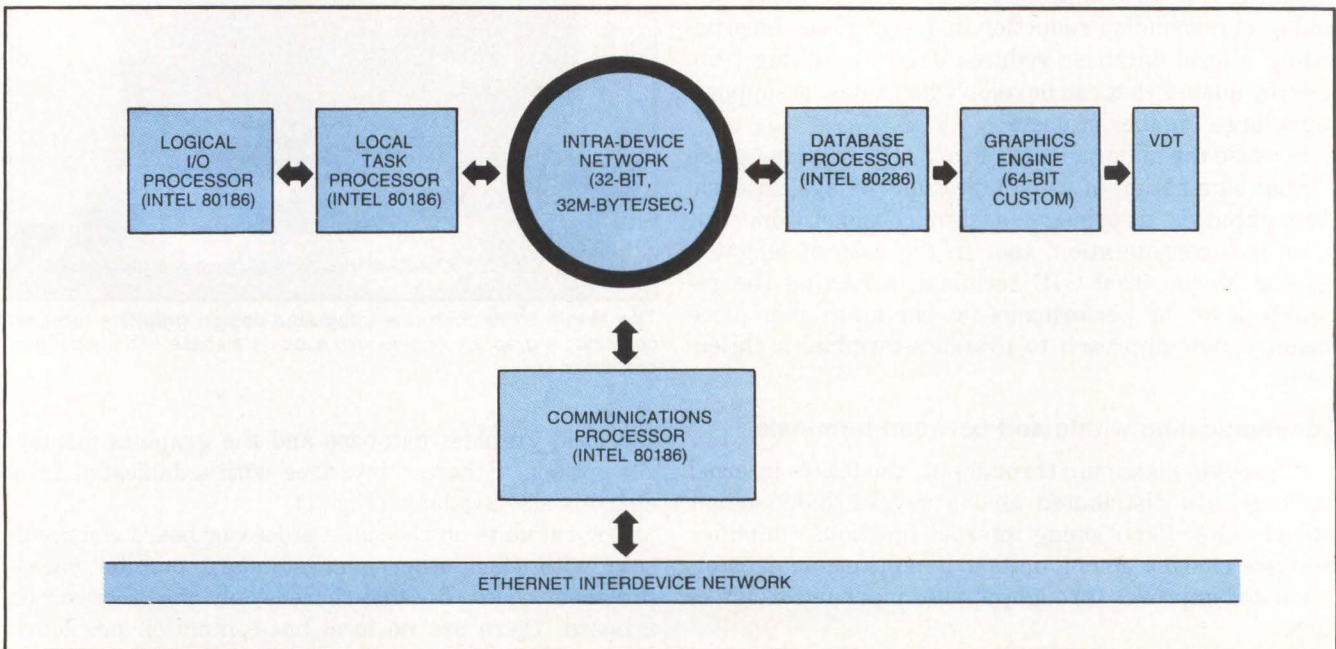 LOGICAL
I/O
PROCESSOR
(INTEL 80186)
LOCAL
TASK
PROCESSOR
(INTEL 80186)
INTRA-DEVICE
NETWORK
(32-BIT,
32M-BYTE/SEC.)
DATABASE
PROCESSOR
(INTEL 80286)
GRAPHICS
ENGINE
(64-BIT
CUSTOM)
VDT
COMMUNICATIONS
PROCESSOR
(INTEL 80186)
ETHERNET INTERDEVICE NETWORK